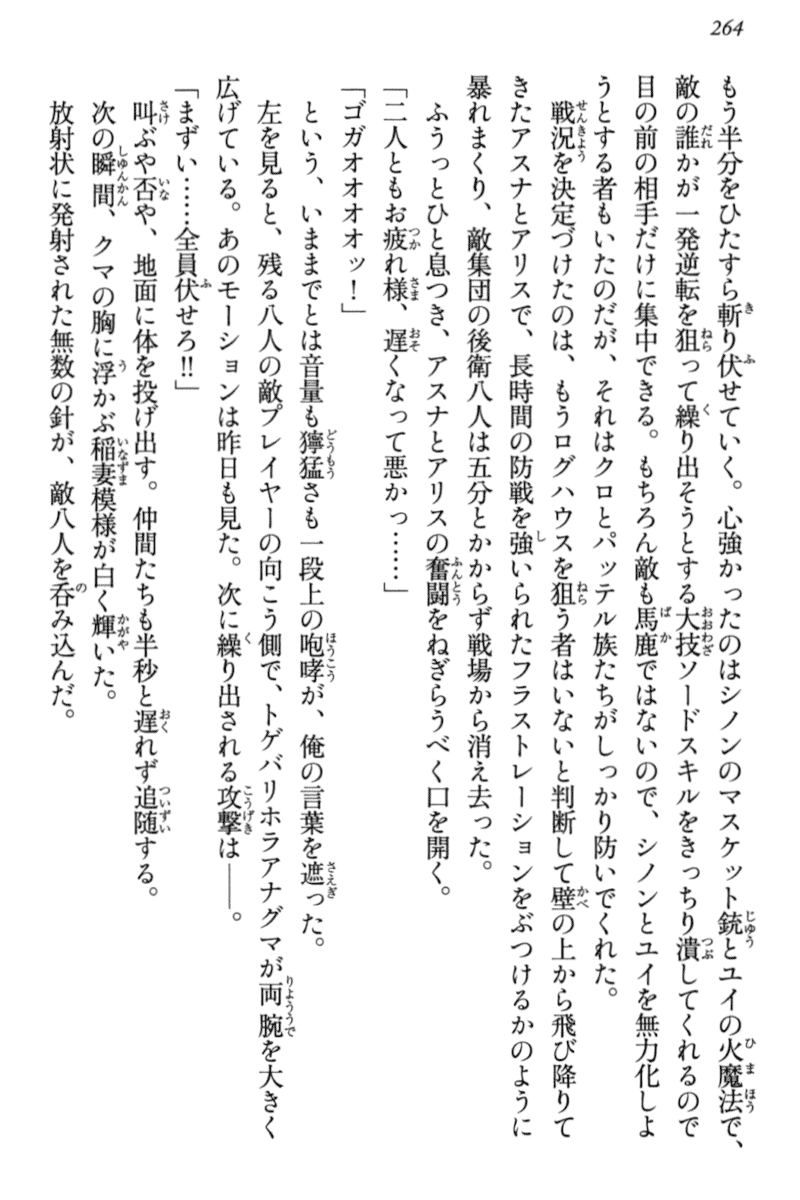 264
もう半分をひたすら斬り伏せていく。心強かったのはシノンのマスケット銃とユイの火魔法で、
敵の誰かが一発逆転を狙って繰り出そうとする大技ソードスキルをきっちり潰してくれるので
目の前の相手だけに集中できる。もちろん敵も馬鹿ではないので、シノンとユイを無力化しよ
うとする者もいたのだが、それはクロとパッテル族たちがしっかり防いでくれた。
戦況を決定づけたのは、もうログハウスを狙う者はいないと判断して壁の上から飛び降りて
きたアスナとアリスで、長時間の防戦を強いられたフラストレーションをぶつけるかのように
暴れまくり、敵集団の後衛八人は五分とかからず戦場から消え去った。
ふうっとひと息つき、アスナとアリスの奮闘をねぎらうべく口を開く。
「二人ともお疲れ様、遅くなって悪かっ……」
「ゴガオオオオッ！」
という、いままでとは音量も獰猛さも一段上の咆哮が、俺の言葉を遮った。
左を見ると、残る八人の敵プレイヤーの向こう側で、トゲバリホラアナグマが両腕を大きく
広げている。あのモーションは昨日も見た。次に繰り出される攻撃は――。
「まずい……全員伏せろ!!」
叫ぶや否や、地面に体を投げ出す。仲間たちも半秒と遅れず追随する。
次の瞬間、クマの胸に浮かぶ稲妻模様が白く輝いた。
放射状に発射された無数の針が、敵八人を呑み込んだ。